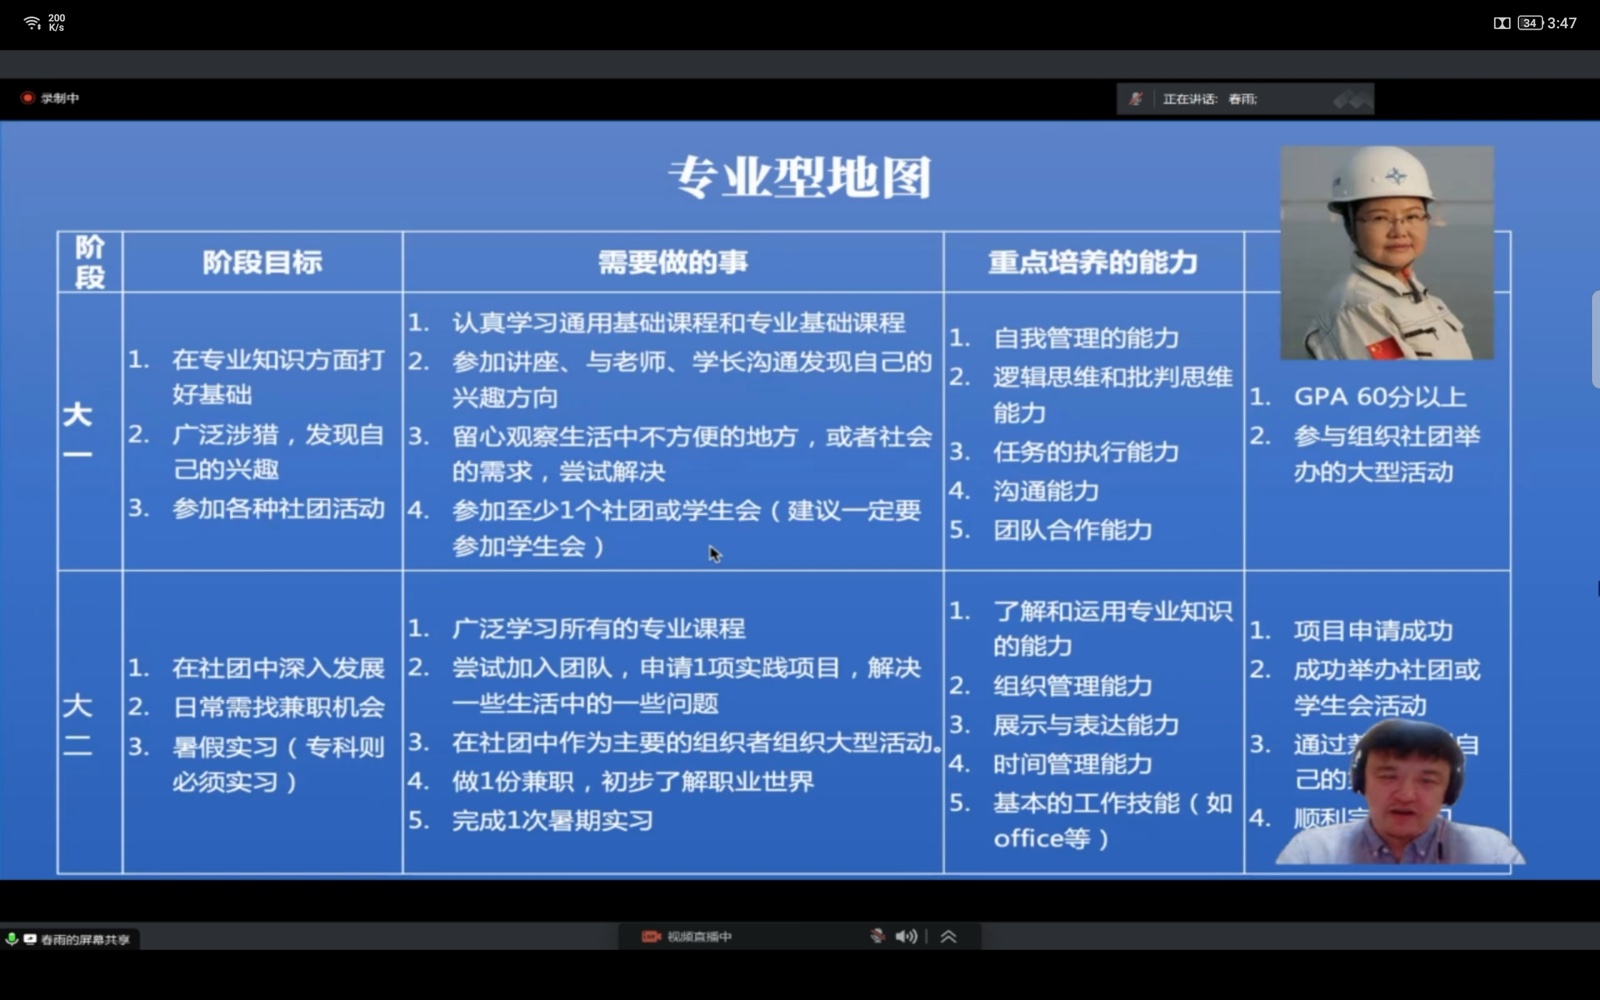 200
K/s
34 3:47
录制中
正在讲话: 春雨;
专业型地图
阶
段
阶段目标
需要做的事
重点培养的能力
大
一
1. 在专业知识方面打
好基础
2. 广泛涉猎，发现自
己的兴趣
3. 参加各种社团活动
1. 认真学习通用基础课程和专业基础课程
2. 参加讲座、与老师、学长沟通发现自己的
兴趣方向
3. 留心观察生活中不方便的地方，或者社会
的需求，尝试解决
4. 参加至少1个社团或学生会（建议一定要
参加学生会）
1. 自我管理的能力
2. 逻辑思维和批判思维
能力
3. 任务的执行能力
4. 沟通能力
5. 团队合作能力
1. GPA 60分以上
2. 参与组织社团举
办的大型活动
大
二
1. 在社团中深入发展
2. 日常需找兼职机会
3. 暑假实习（专科则
必须实习）
1. 广泛学习所有的专业课程
2. 尝试加入团队，申请1项实践项目，解决
一些生活中的一些问题
3. 在社团中作为主要的组织者组织大型活动。
4. 做1份兼职，初步了解职业世界
5. 完成1次暑期实习
1. 了解和运用专业知识
的能力
2. 组织管理能力
3. 展示与表达能力
4. 时间管理能力
5. 基本的工作技能（如
office等）
1. 项目申请成功
2. 成功举办社团或
学生会活动
3. 通过 自
己的
4. 顺利
春雨的屏幕共享
视频直播中